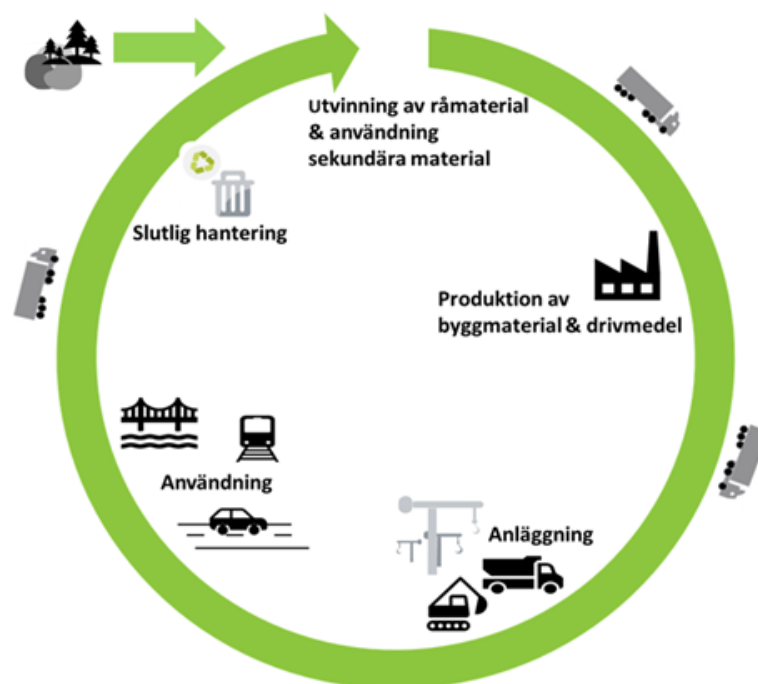 Utvinning av råmaterial
& användning
sekundära material
Slutlig hantering
Produktion av
byggmaterial & drivmedel
Användning
Anläggning